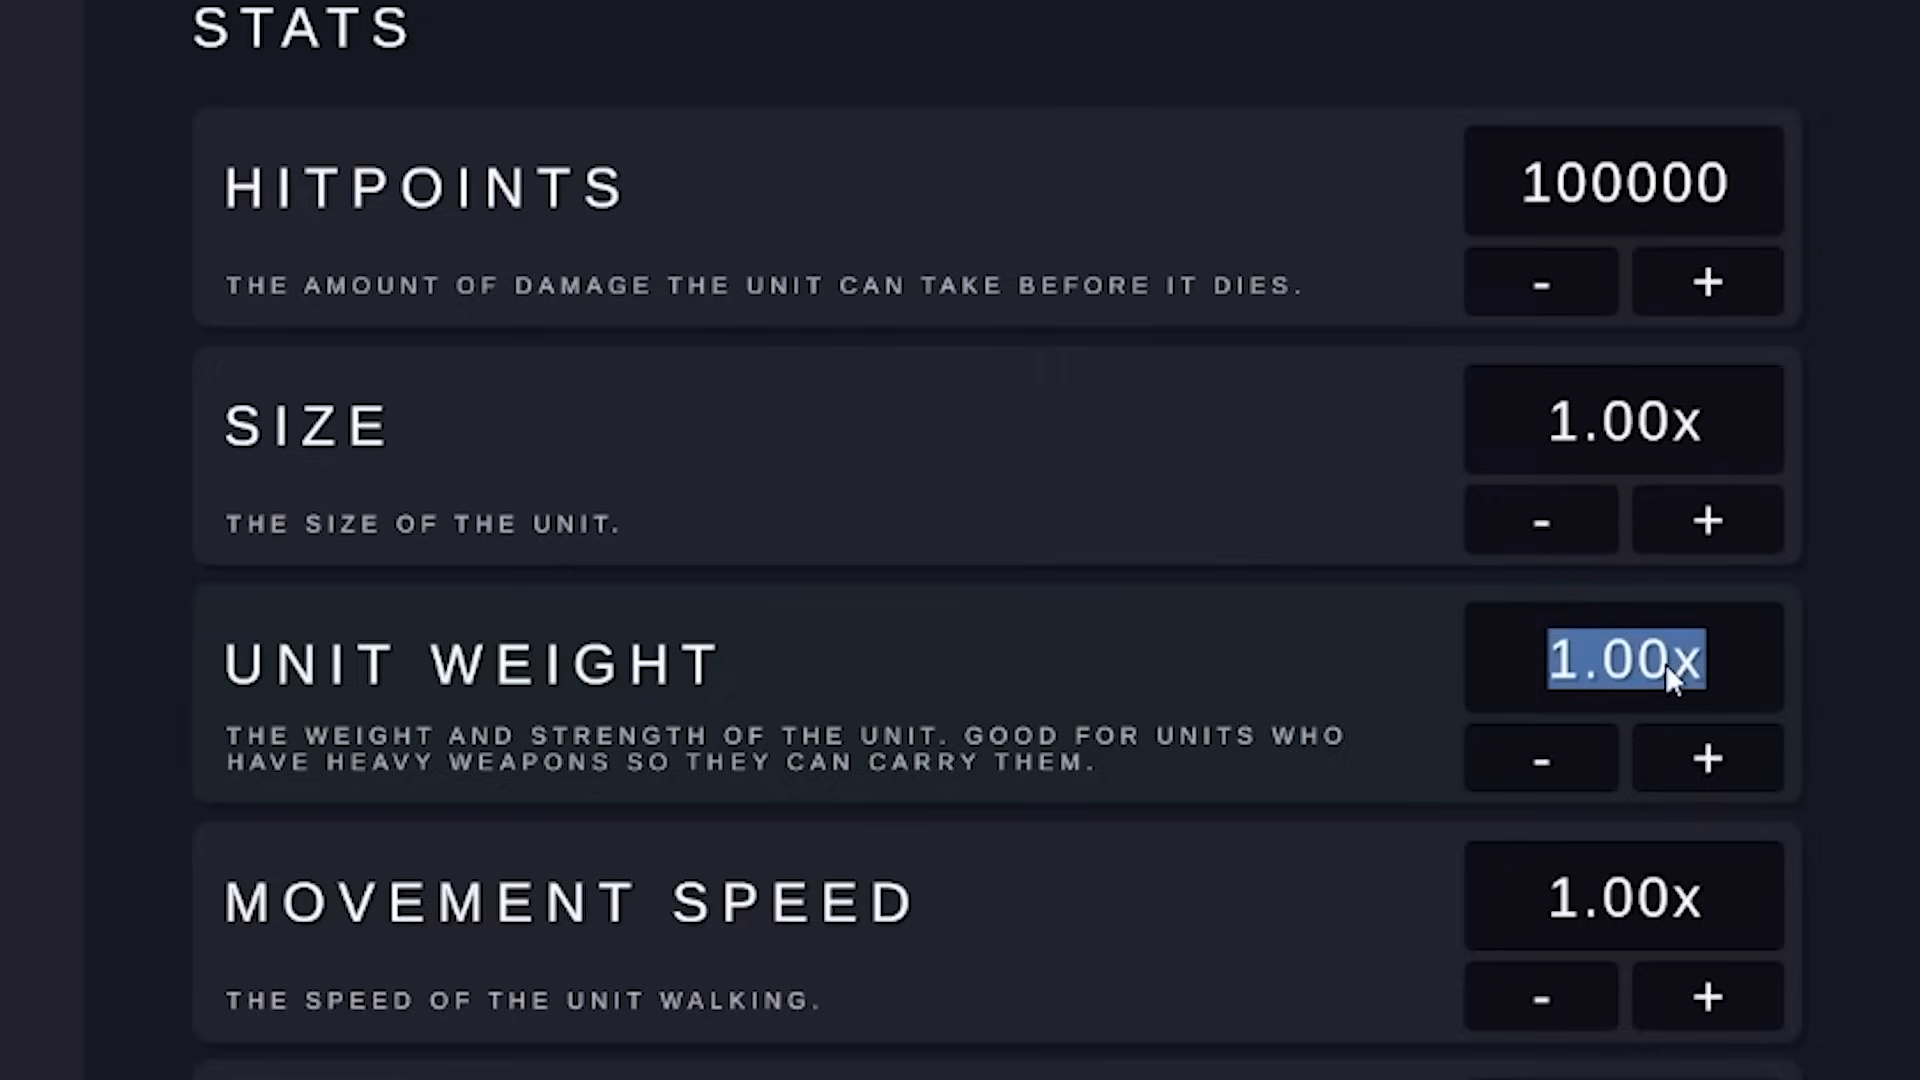 STATS
HITPOINTS
100000
THE AMOUNT OF DAMAGE THE UNIT CAN TAKE BEFORE IT DIES.
- +
SIZE
1.00x
THE SIZE OF THE UNIT.
- +
UNIT WEIGHT
1.00x
THE WEIGHT AND STRENGTH OF THE UNIT. GOOD FOR UNITS WHO
HAVE HEAVY WEAPONS SO THEY CAN CARRY THEM.
- +
MOVEMENT SPEED
1.00x
THE SPEED OF THE UNIT WALKING.
- +